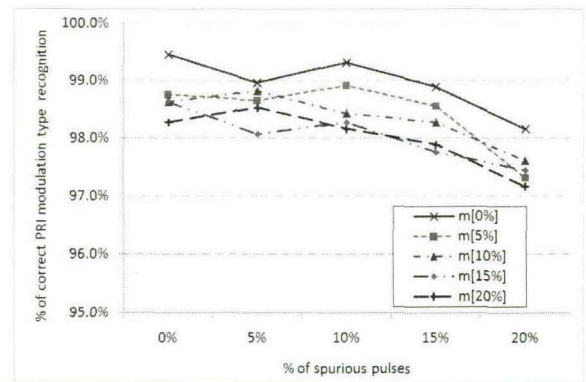 100.0%
99.0%
98.0%
97.0%
96.0%
95.0%
% of correct PRI modulation type recognition
0% 5% 10% 15% 20%
% of spurious pulses
m[0%]
m[5%]
m[10%]
m[15%]
m[20%]